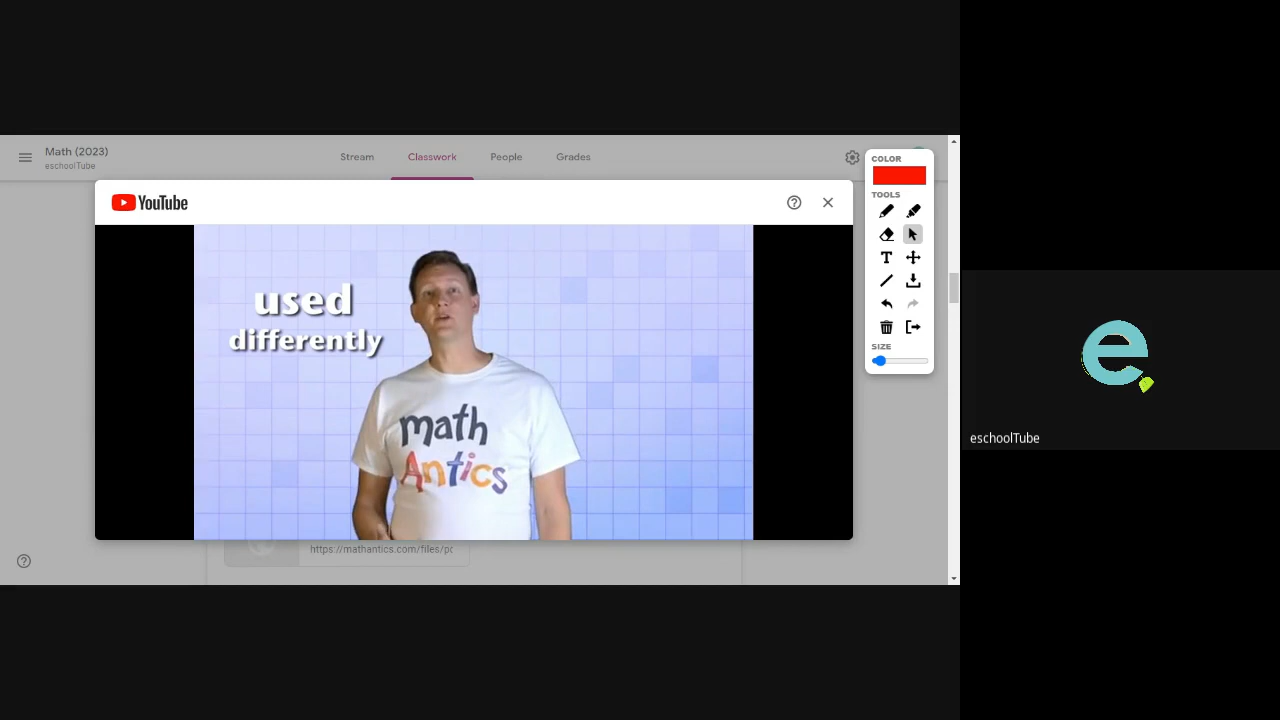 Math (2023)
eschoolTube
Stream
Classwork
People
Grades
COLOR
TOOLS
T
SIZE
YouTube
used
differently
math
Antics
https://mathantics.com/files/po
eschoolTube